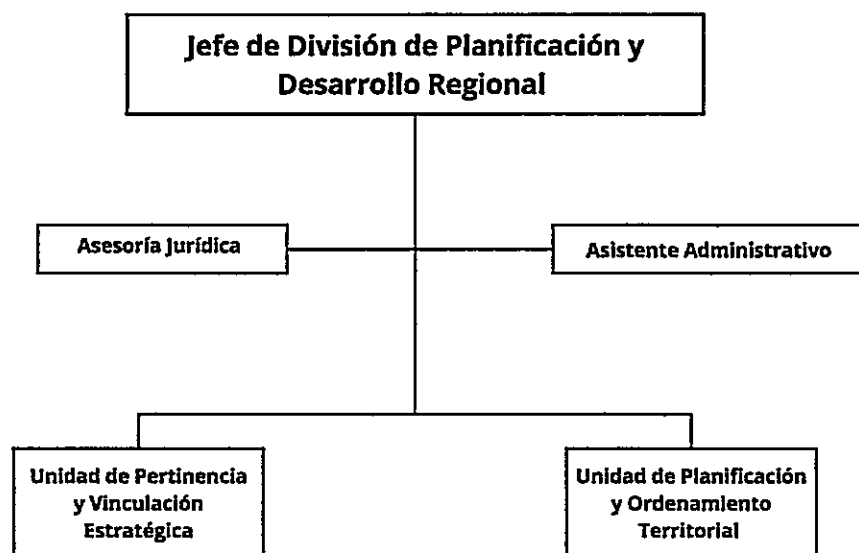 Jefe de División de Planificación y
Desarrollo Regional
Asesoría Jurídica
Asistente Administrativo
Unidad de Pertinencia
y Vinculación
Estratégica
Unidad de Planificación
y Ordenamiento
Territorial